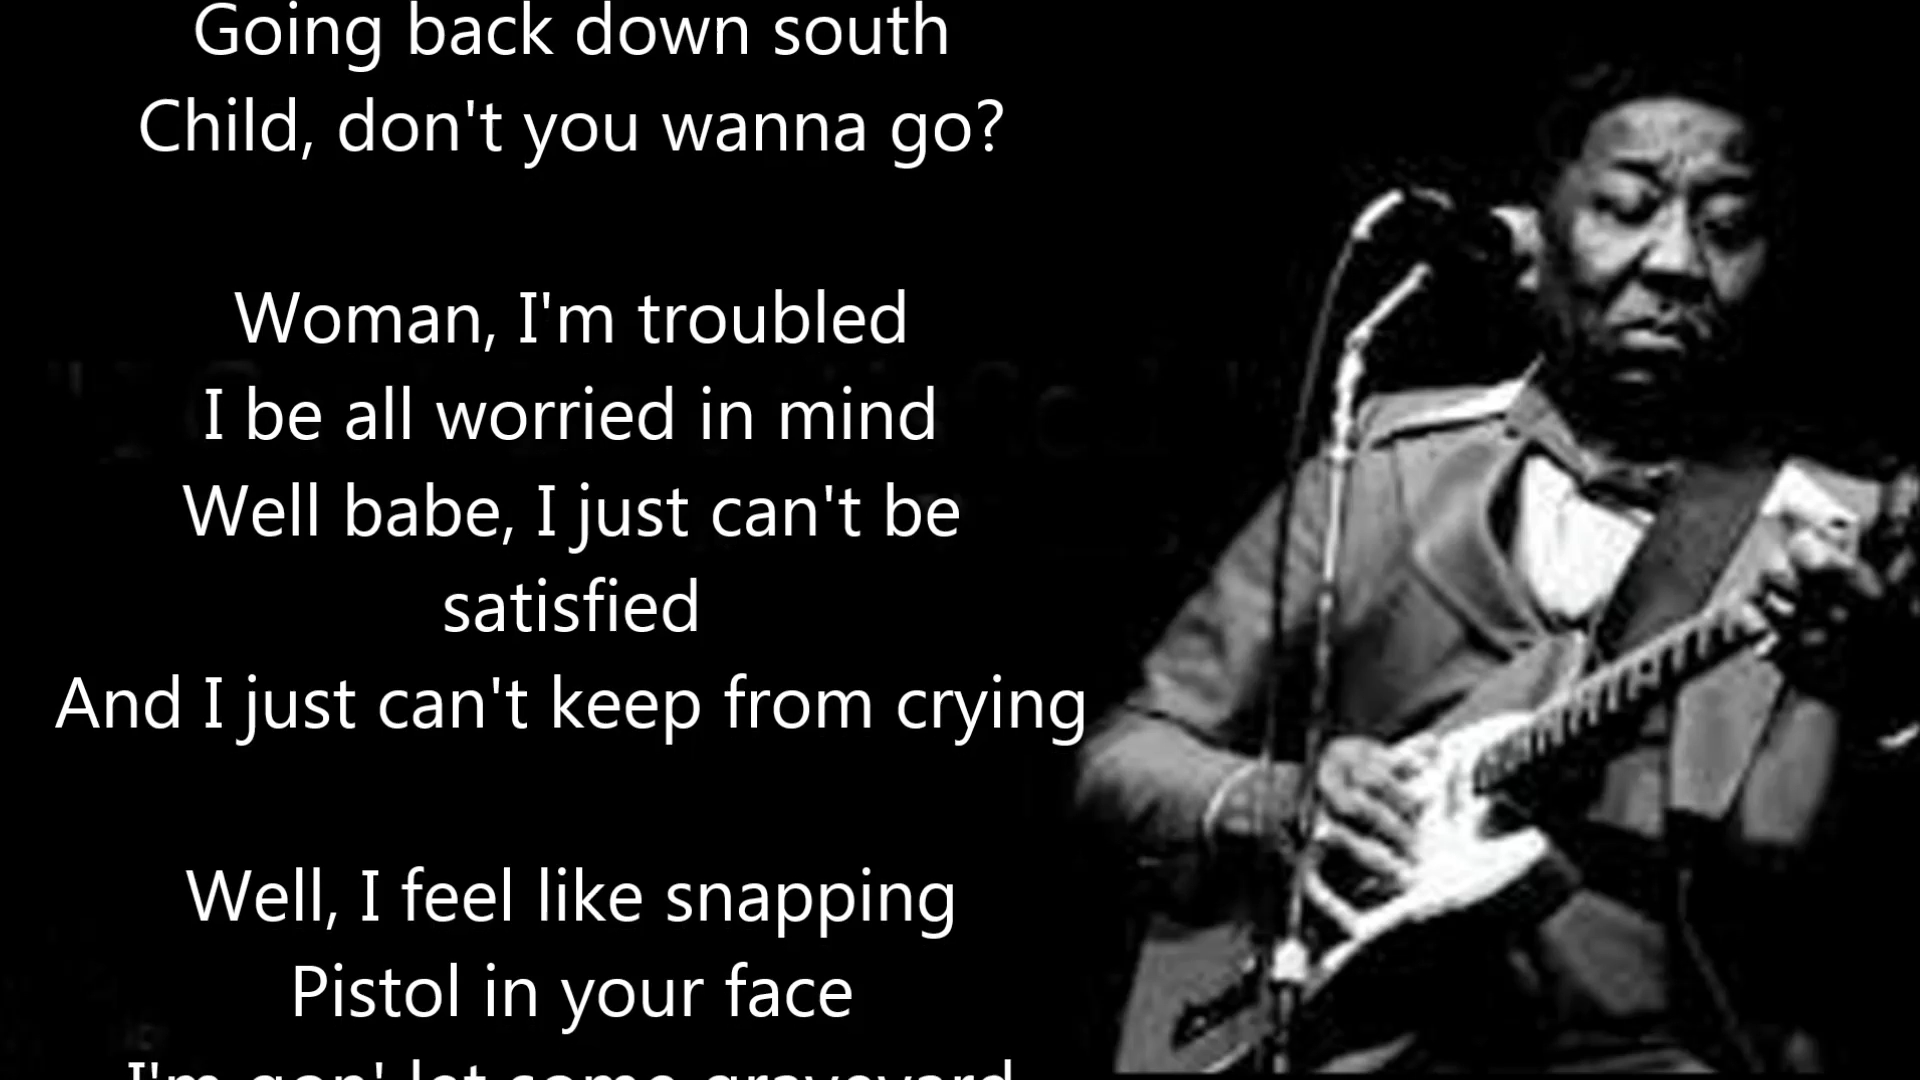 Going back down south
Child, don't you wanna go?
Woman, I'm troubled
I be all worried in mind
Well babe, I just can't be
satisfied
And I just can't keep from crying
Well, I feel like snapping
Pistol in your face
I'm gon' let some graveyard